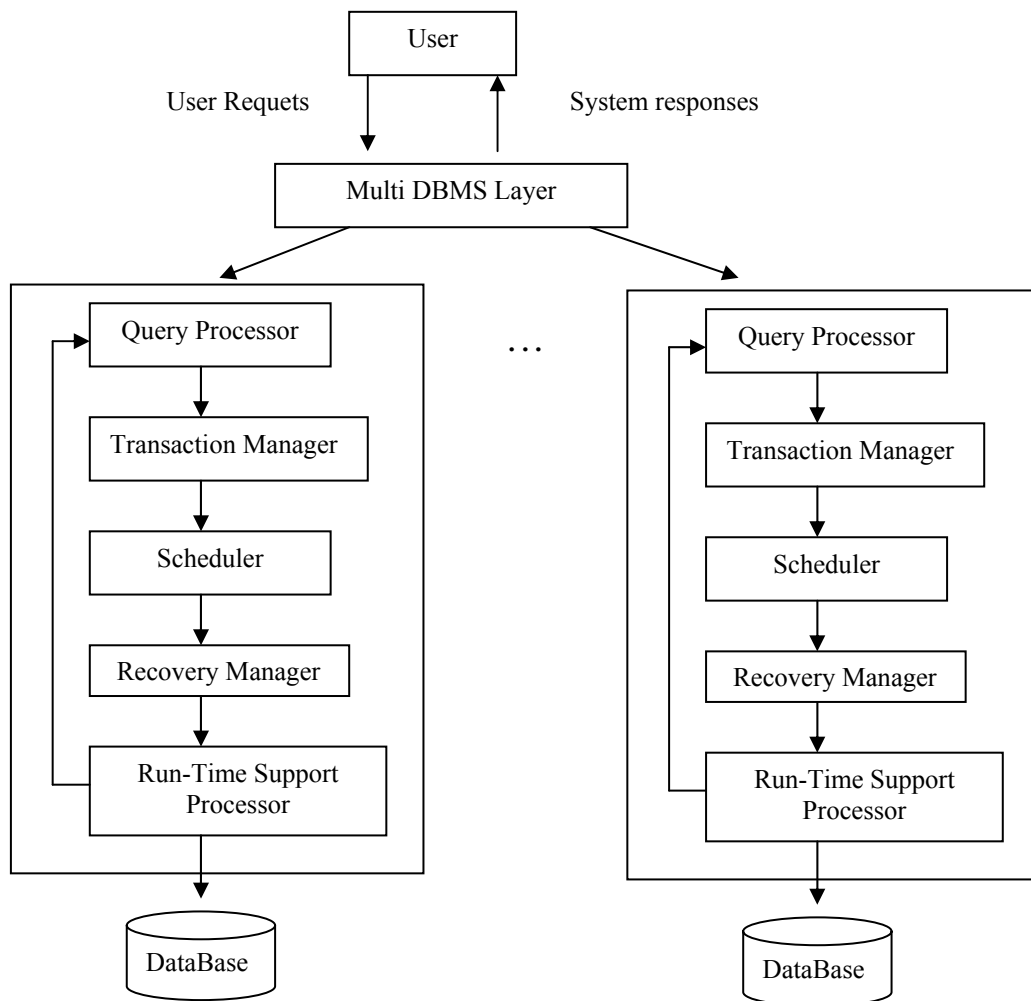 User
User Requets
System responses
Multi DBMS Layer
Query Processor
Transaction Manager
Scheduler
Recovery Manager
Run-Time Support
Processor
DataBase
...
Query Processor
Transaction Manager
Scheduler
Recovery Manager
Run-Time Support
Processor
DataBase